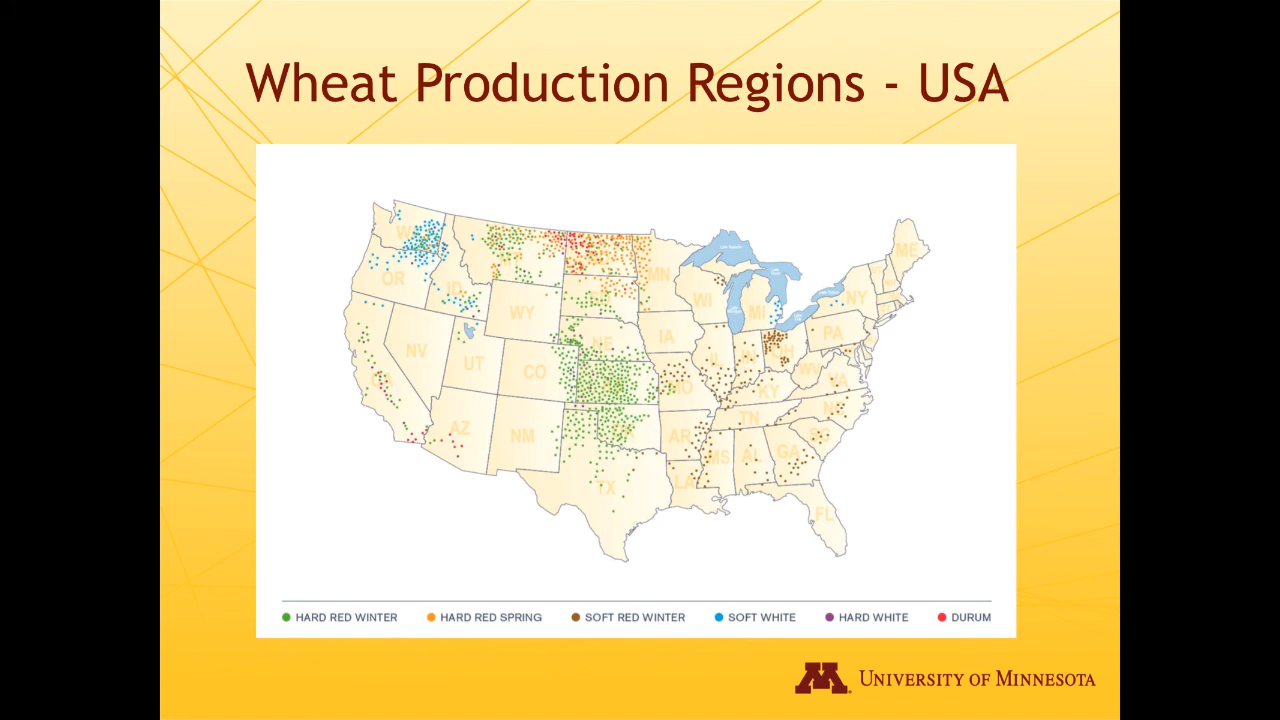 Wheat Production Regions - USA
WA
OR
ID
MN
WI
MI
NY
ME
WY
IA
NE
PA
NV
UT
CO
IL
IN
OH
WV
VA
CA
MO
KY
AZ
NM
AR
TN
NC
SC
MS
AL
GA
TX
LA
FL
HARD RED WINTER
HARD RED SPRING
SOFT RED WINTER
SOFT WHITE
HARD WHITE
DURUM
M
UNIVERSITY OF MINNESOTA